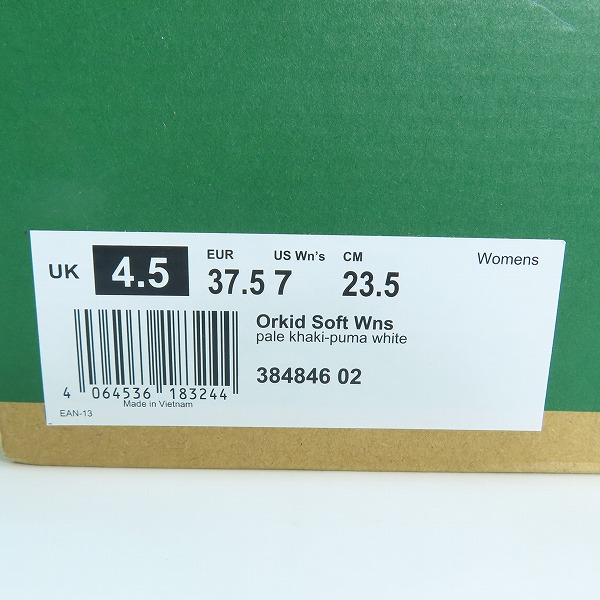 UK 4.5 EUR 37.5 US Wn's 7 CM 23.5 Womens
Orkid Soft Wns
pale khaki-puma white
384846 02
4 064536 183244
Made in Vietnam
EAN-13